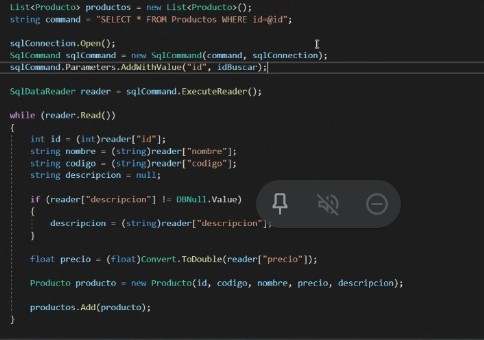 List<Producto> productos = new List<Producto>();
string command = "SELECT * FROM Productos WHERE id=@id";
sqlConnection.Open();
SqlCommand sqlCommand = new SqlCommand(command, sqlConnection);
sqlCommand.Parameters.AddWithValue("id", idBuscar);
SqlDataReader reader = sqlCommand.ExecuteReader();
while (reader.Read())
{
int id = (int)reader["id"];
string nombre = (string)reader["nombre"];
string codigo = (string)reader["codigo"];
string descripcion = null;
if (reader["descripcion"] != DBNull.Value)
{
descripcion = (string)reader["descripcion"];
}
float precio = (float)Convert.ToDouble(reader["precio"]);
Producto producto = new Producto(id, codigo, nombre, precio, descripcion);
productos.Add(producto);
}